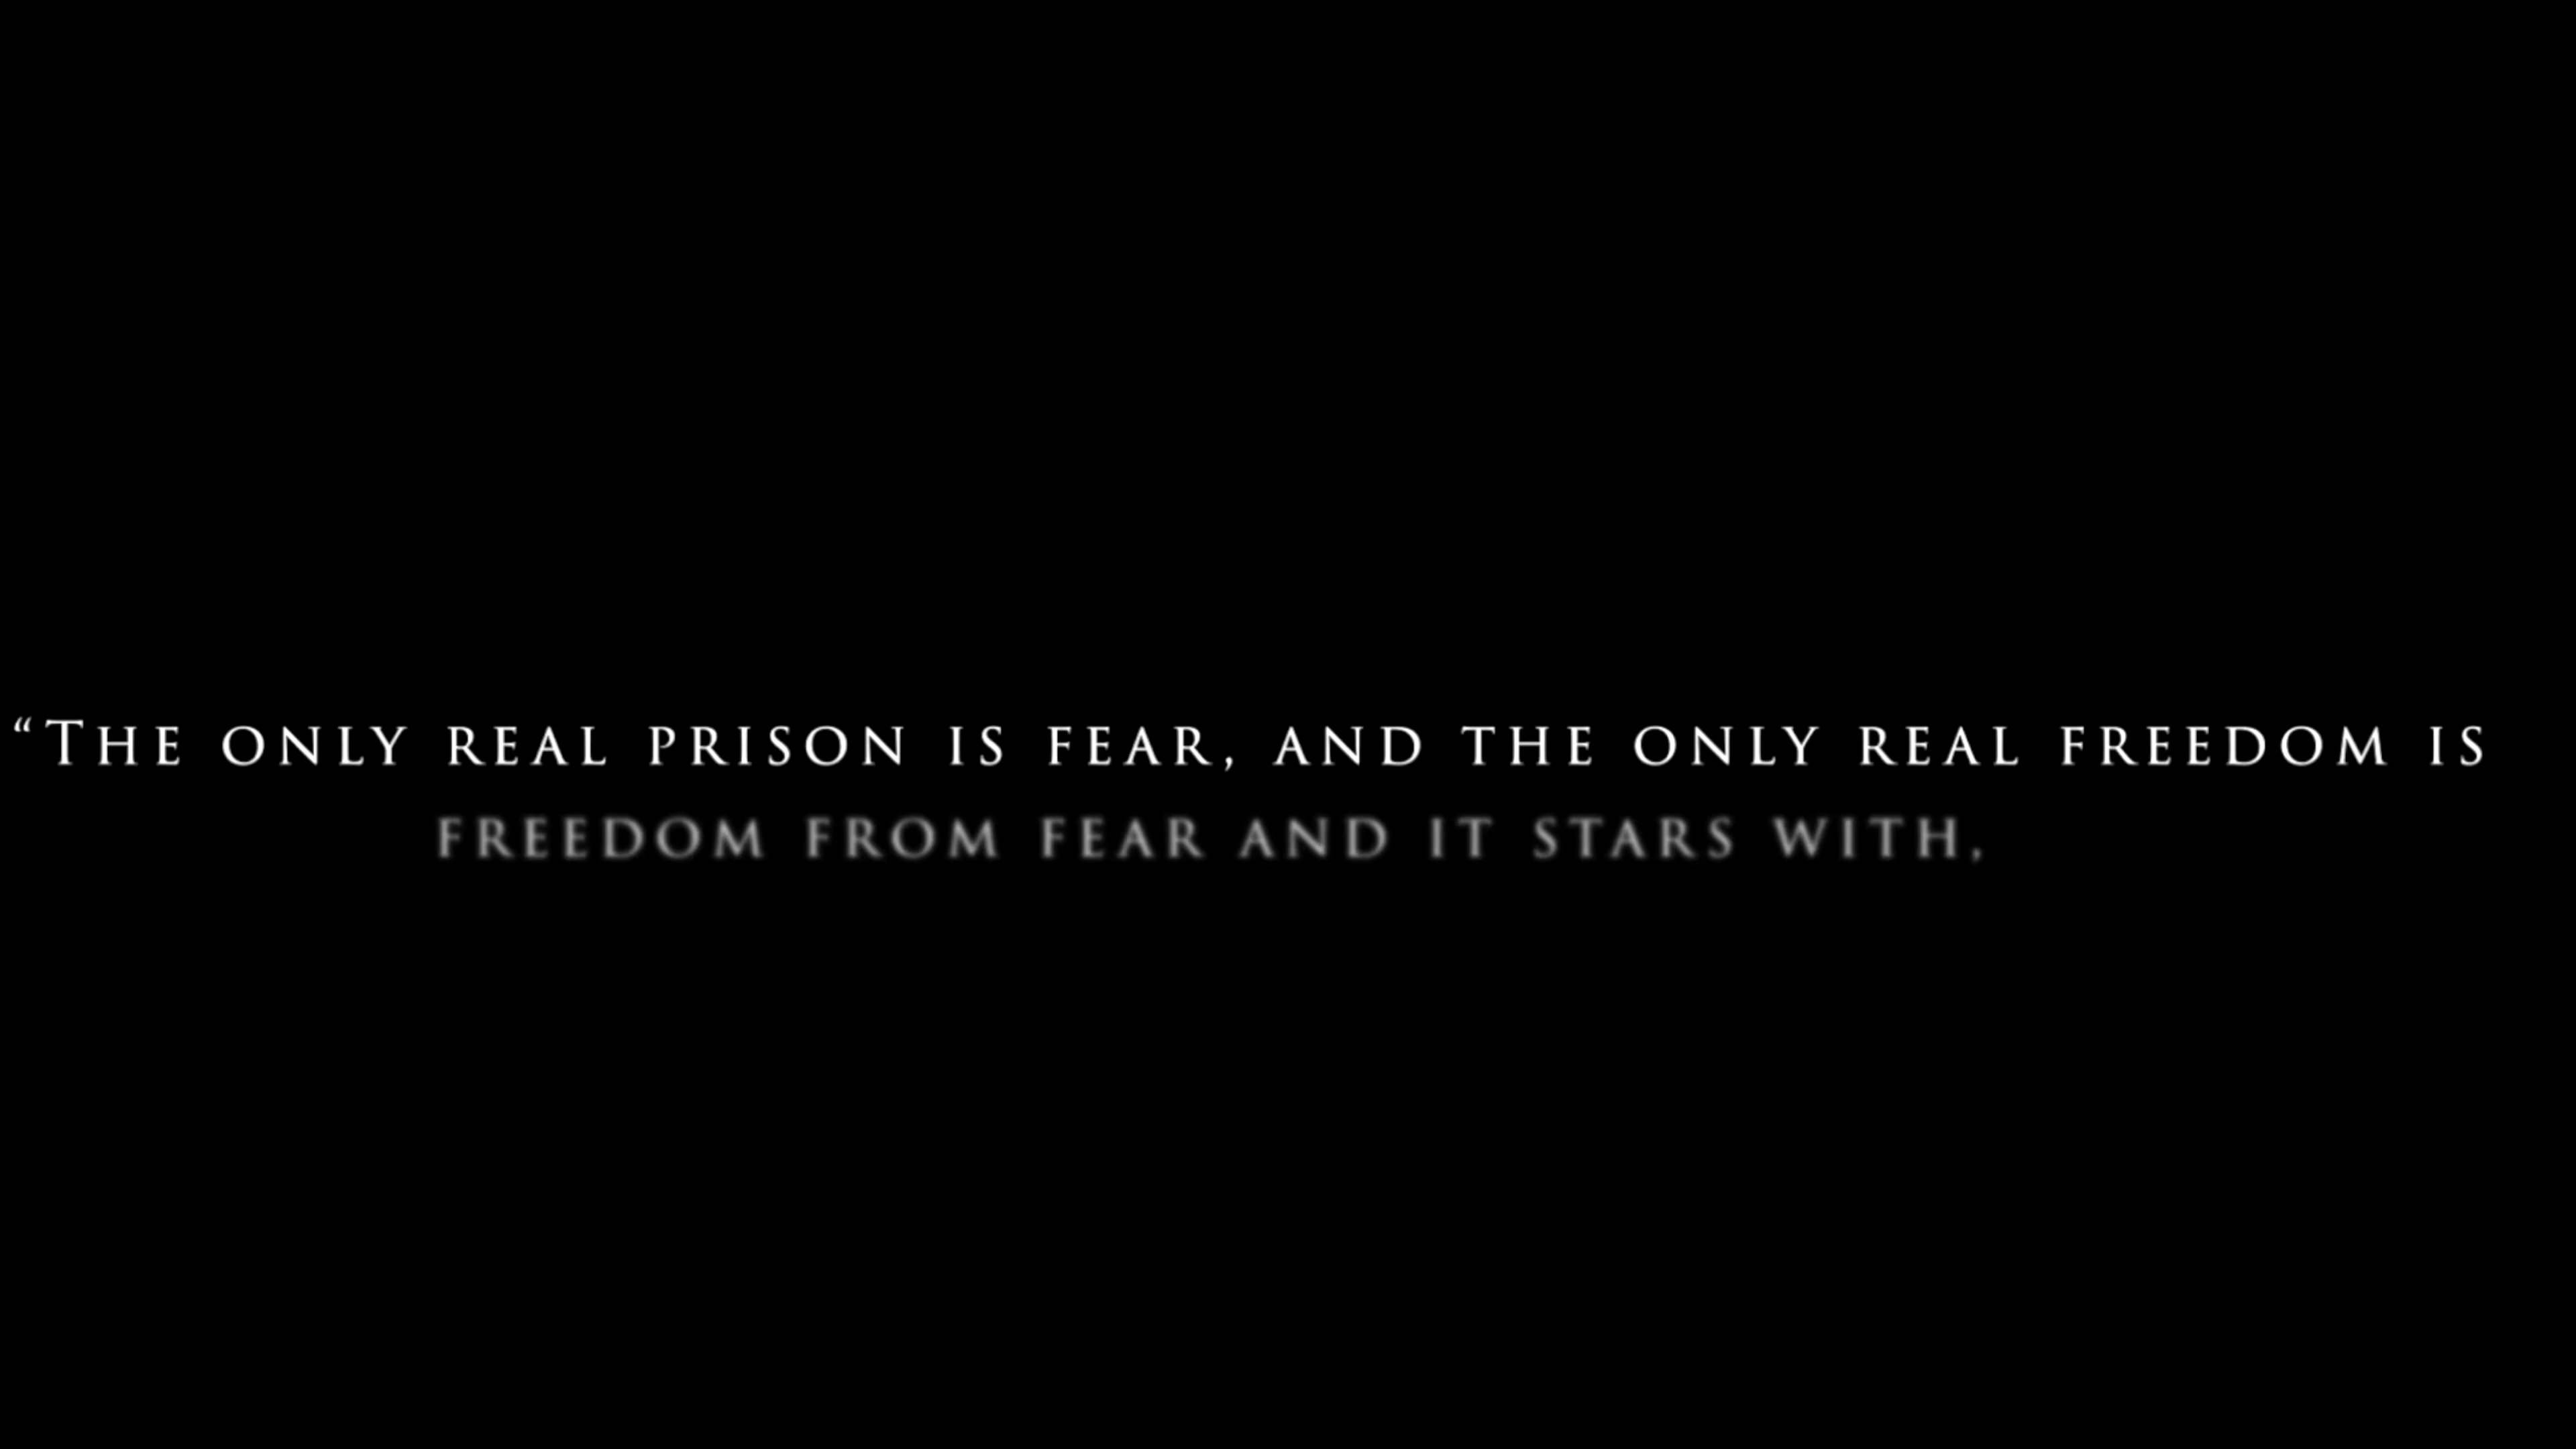 “The only real prison is fear, and the only real freedom is
freedom from fear and it stars with,